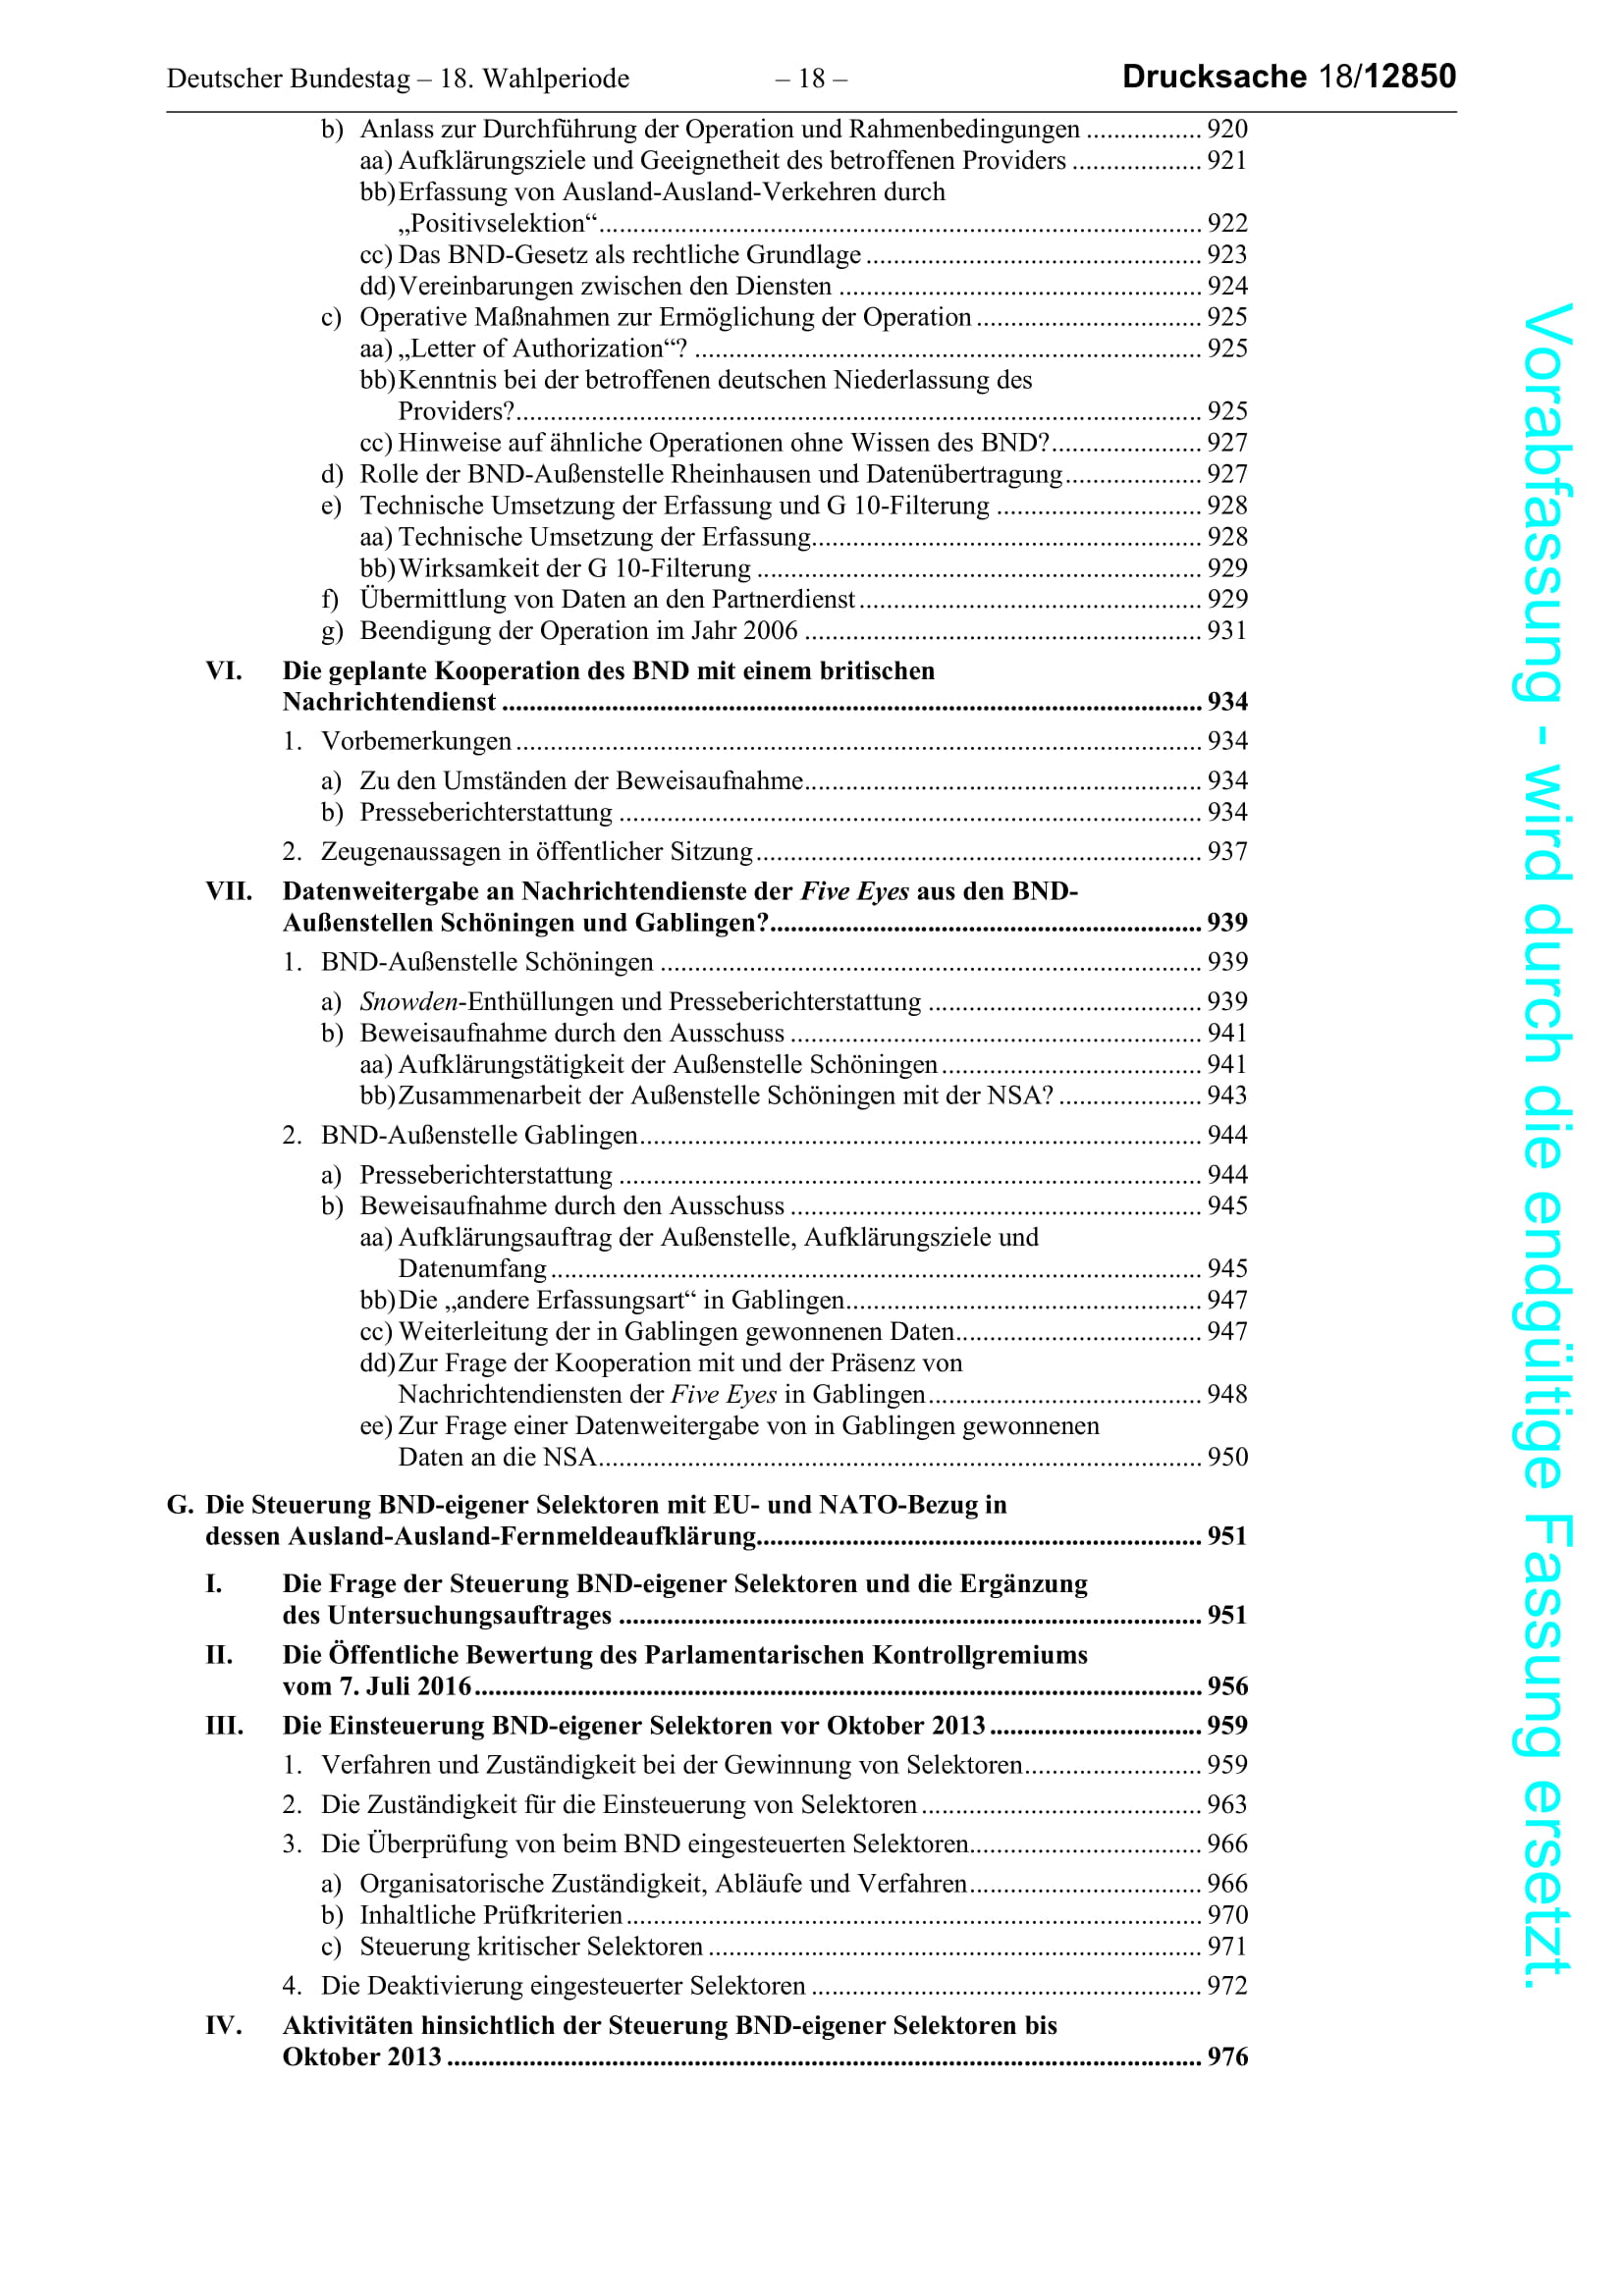 Deutscher Bundestag – 18. Wahlperiode – 18 – Drucksache 18/12850
b) Anlass zur Durchführung der Operation und Rahmenbedingungen ................. 920
aa) Aufklärungsziele und Geeignetheit des betroffenen Providers ................... 921
bb) Erfassung von Ausland-Ausland-Verkehren durch
„Positivselektion“ ......................................................................................... 922
cc) Das BND-Gesetz als rechtliche Grundlage ................................................. 923
dd) Vereinbarungen zwischen den Diensten ..................................................... 924
c) Operative Maßnahmen zur Ermöglichung der Operation ................................. 925
aa) „Letter of Authorization“? .......................................................................... 925
bb) Kenntnis bei der betroffenen deutschen Niederlassung des
Providers?..................................................................................................... 925
cc) Hinweise auf ähnliche Operationen ohne Wissen des BND?...................... 927
d) Rolle der BND-Außenstelle Rheinhausen und Datenübertragung.................... 927
e) Technische Umsetzung der Erfassung und G 10-Filterung .............................. 928
aa) Technische Umsetzung der Erfassung......................................................... 928
bb) Wirksamkeit der G 10-Filterung ................................................................. 929
f) Übermittlung von Daten an den Partnerdienst .................................................. 929
g) Beendigung der Operation im Jahr 2006 .......................................................... 931
VI. Die geplante Kooperation des BND mit einem britischen
Nachrichtendienst ...................................................................................................... 934
1. Vorbemerkungen .................................................................................................... 934
a) Zu den Umständen der Beweisaufnahme.......................................................... 934
b) Presseberichterstattung ..................................................................................... 934
2. Zeugenaussagen in öffentlicher Sitzung ................................................................. 937
VII. Datenweitergabe an Nachrichtendienste der Five Eyes aus den BND-
Außenstellen Schöningen und Gablingen?............................................................... 939
1. BND-Außenstelle Schöningen ............................................................................... 939
a) Snowden-Enthüllungen und Presseberichterstattung ........................................ 939
b) Beweisaufnahme durch den Ausschuss ............................................................ 941
aa) Aufklärungstätigkeit der Außenstelle Schöningen ...................................... 941
bb) Zusammenarbeit der Außenstelle Schöningen mit der NSA? ..................... 943
2. BND-Außenstelle Gablingen.................................................................................. 944
a) Presseberichterstattung ..................................................................................... 944
b) Beweisaufnahme durch den Ausschuss ............................................................ 945
aa) Aufklärungsauftrag der Außenstelle, Aufklärungsziele und
Datenumfang ................................................................................................ 945
bb) Die „andere Erfassungsart“ in Gablingen.................................................... 947
cc) Weiterleitung der in Gablingen gewonnenen Daten.................................... 947
dd) Zur Frage der Kooperation mit und der Präsenz von
Nachrichtendiensten der Five Eyes in Gablingen ........................................ 948
ee) Zur Frage einer Datenweitergabe von in Gablingen gewonnenen
Daten an die NSA......................................................................................... 950
G. Die Steuerung BND-eigener Selektoren mit EU- und NATO-Bezug in
dessen Ausland-Ausland-Fernmeldeaufklärung................................................................. 951
I. Die Frage der Steuerung BND-eigener Selektoren und die Ergänzung
des Untersuchungsauftrages ..................................................................................... 951
II. Die Öffentliche Bewertung des Parlamentarischen Kontrollgremiums
vom 7. Juli 2016 .......................................................................................................... 956
III. Die Einsteuerung BND-eigener Selektoren vor Oktober 2013 ............................... 959
1. Verfahren und Zuständigkeit bei der Gewinnung von Selektoren.......................... 959
2. Die Zuständigkeit für die Einsteuerung von Selektoren ......................................... 963
3. Die Überprüfung von beim BND eingesteuerten Selektoren.................................. 966
a) Organisatorische Zuständigkeit, Abläufe und Verfahren.................................. 966
b) Inhaltliche Prüfkriterien .................................................................................... 970
c) Steuerung kritischer Selektoren ........................................................................ 971
4. Die Deaktivierung eingesteuerter Selektoren ......................................................... 972
IV. Aktivitäten hinsichtlich der Steuerung BND-eigener Selektoren bis
Oktober 2013 .............................................................................................................. 976
Vorabfassung - wird durch die endgültige Fassung ersetzt.